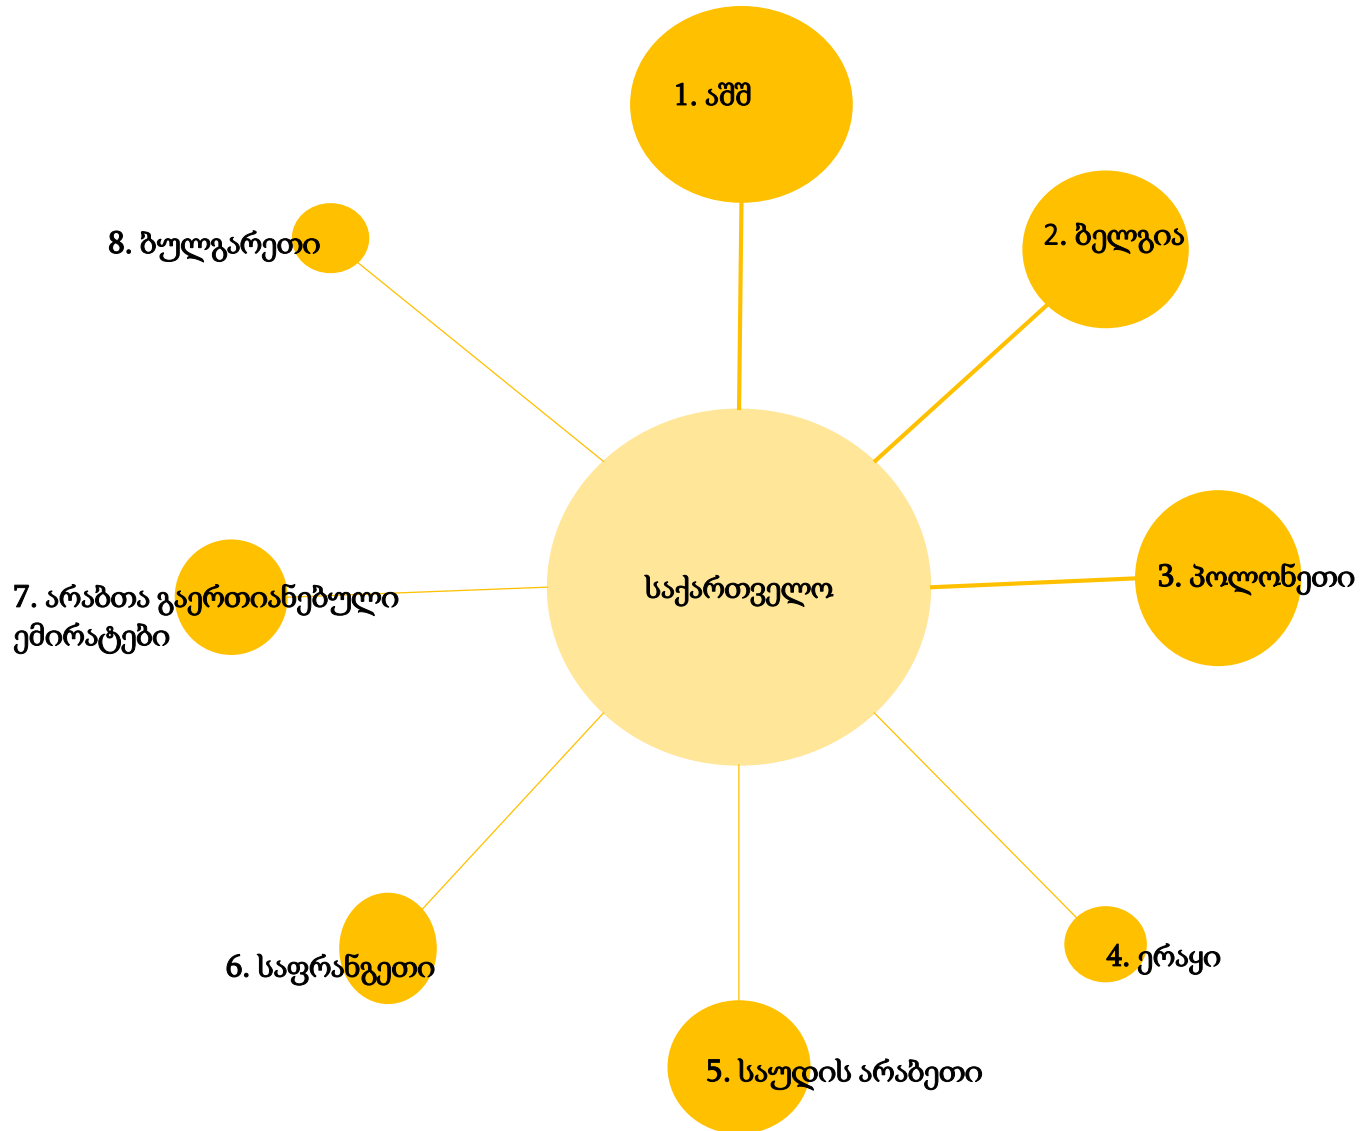 1. აშშ
2. ბელგია
8. ბულგარეთი
3. პოლონეთი
საქართველო
7. არაბთა გაერთიანებული
ემირატები
4. ერაყი
6. საფრანგეთი
5. საუდის არაბეთი